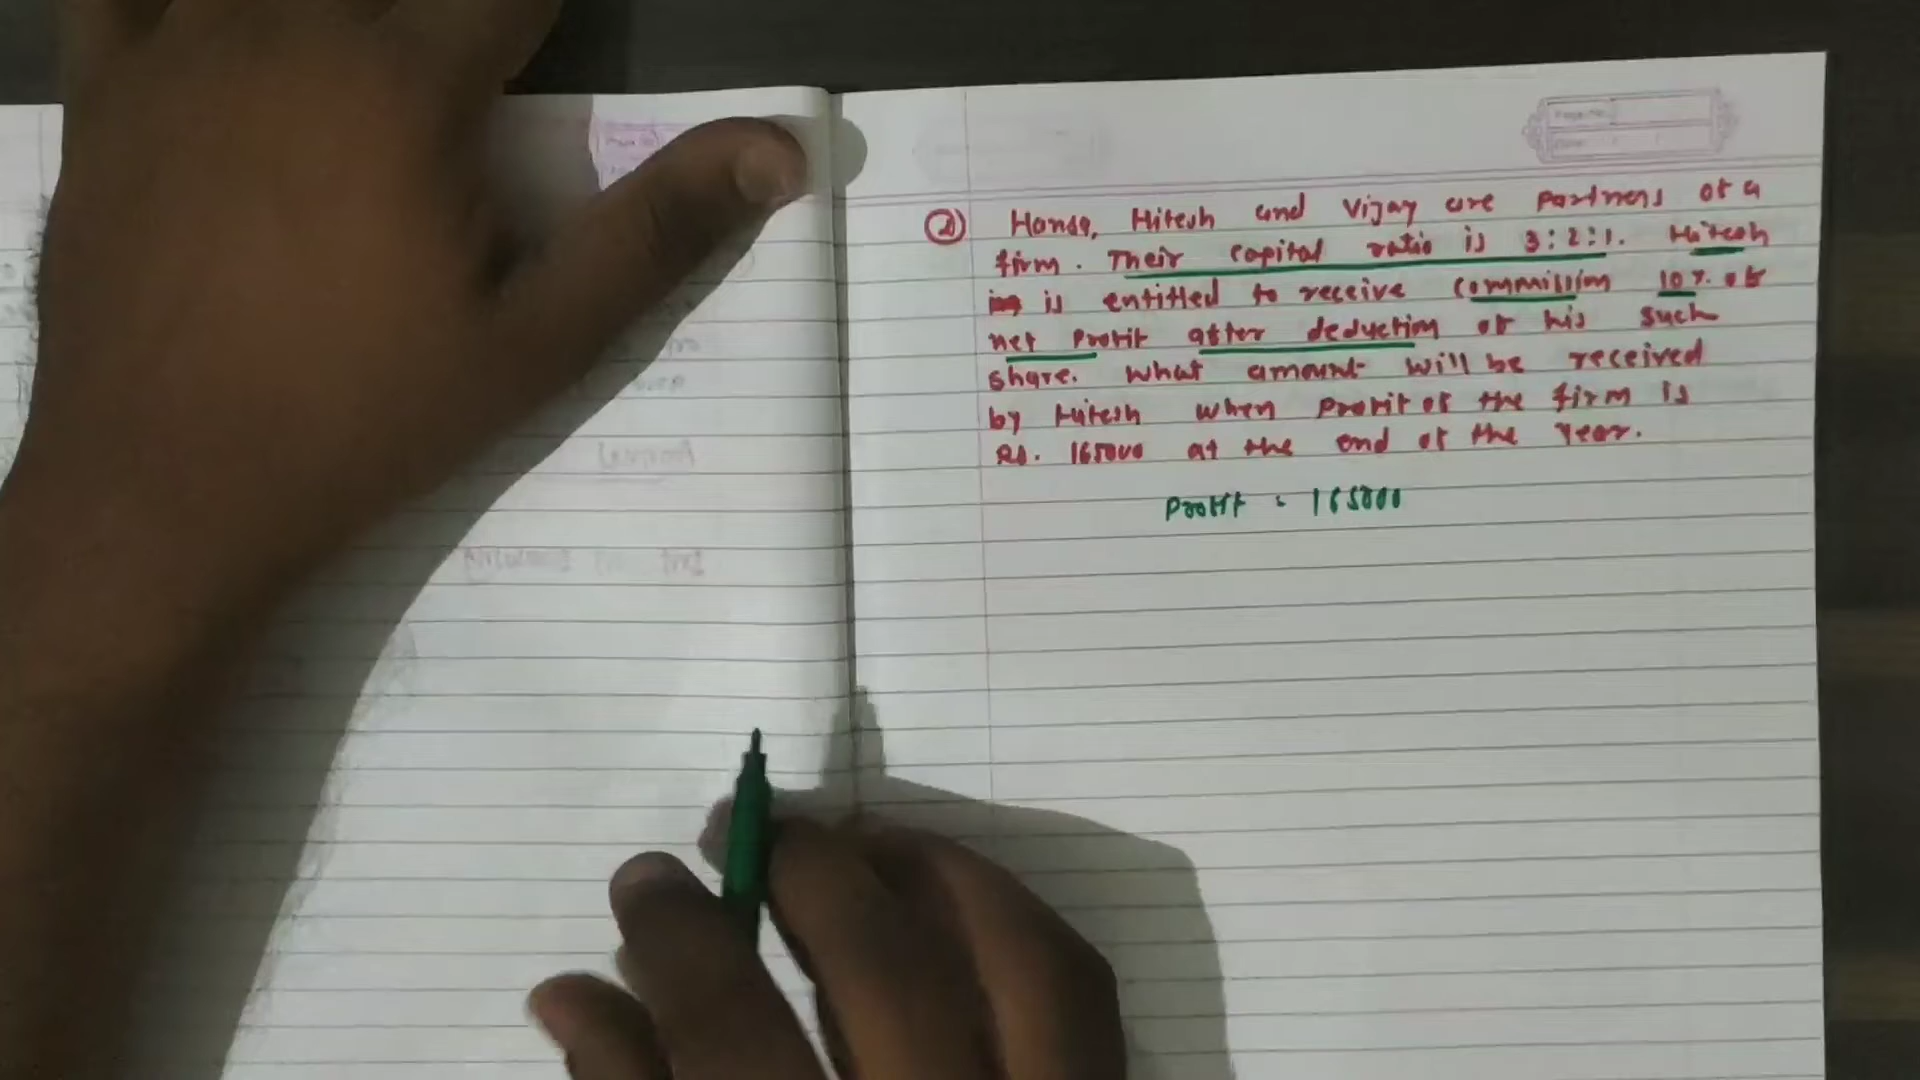 ② Hansa, Hitesh and Vijay are partners of a
firm. Their capital ratio is 3:2:1. Hitesh
is entitled to receive commission 10% of
net profit after deduction of his such
share. What amount will be received
by Hitesh when profit of the firm is
Rs. 165000 at the end of the year.
Profit = 165000